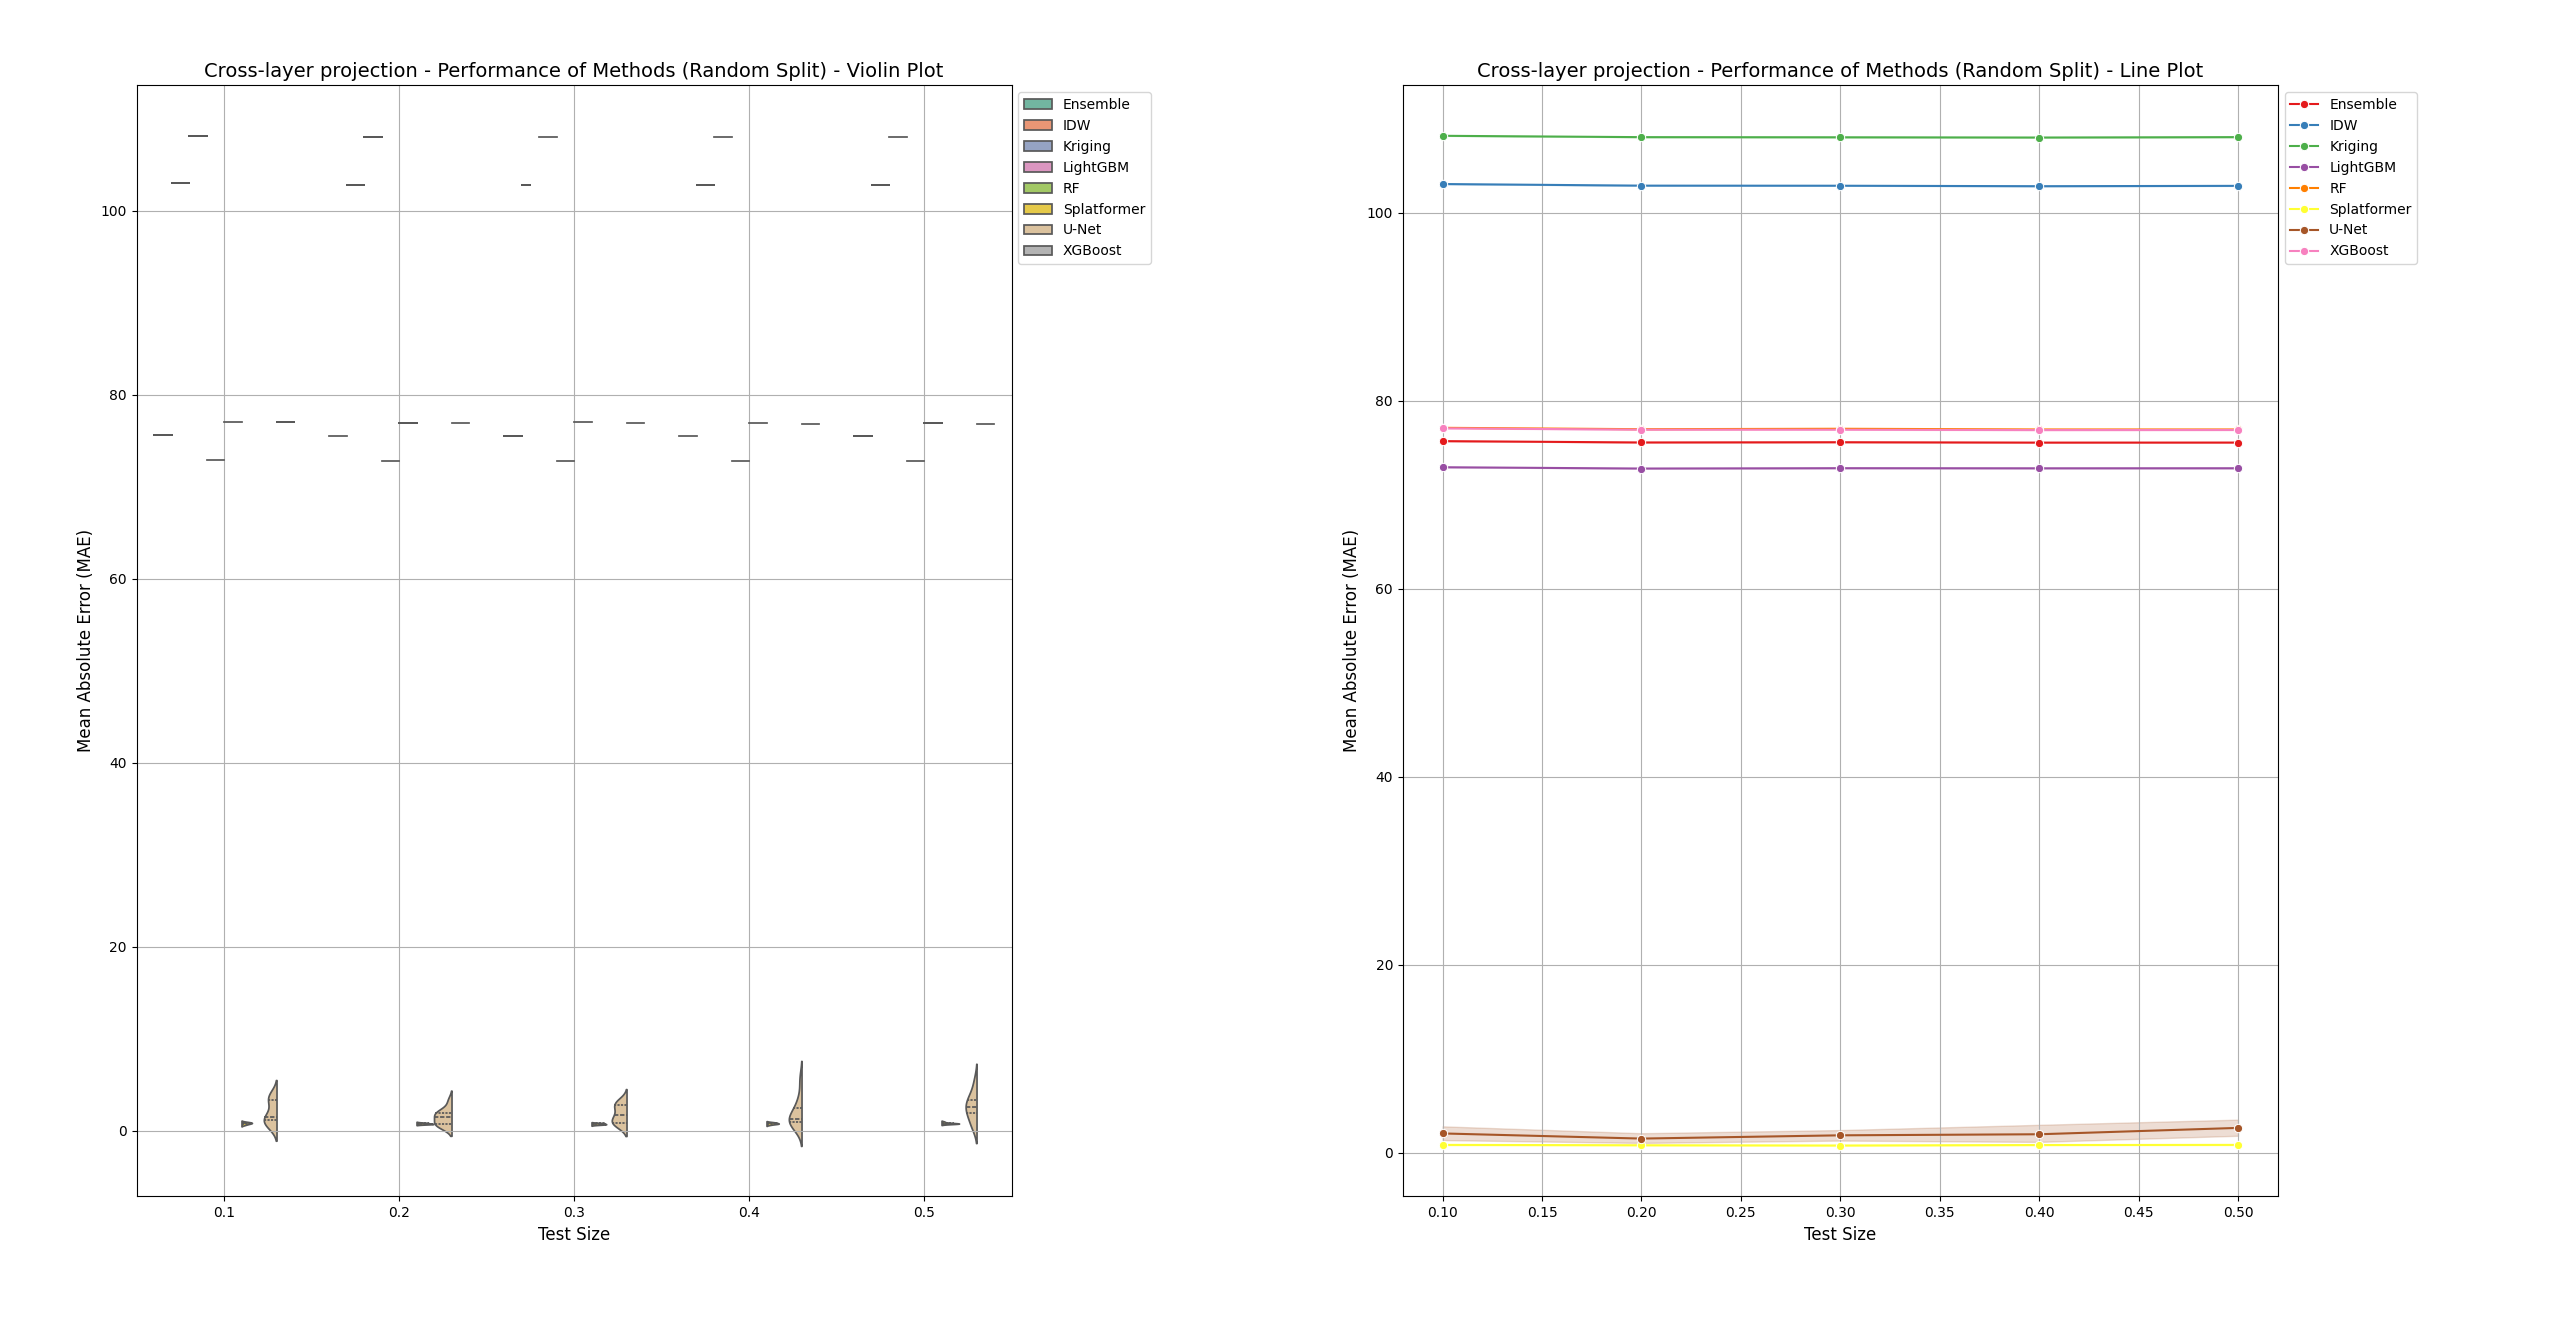 Cross-layer projection - Performance of Methods (Random Split) - Violin Plot
Mean Absolute Error (MAE)
100
80
60
40
20
0
0.1
0.2
0.3
0.4
0.5
Test Size
Ensemble
IDW
Kriging
LightGBM
RF
Splatformer
U-Net
XGBoost
Cross-layer projection - Performance of Methods (Random Split) - Line Plot
Mean Absolute Error (MAE)
100
80
60
40
20
0
0.10
0.15
0.20
0.25
0.30
0.35
0.40
0.45
0.50
Test Size
Ensemble
IDW
Kriging
LightGBM
RF
Splatformer
U-Net
XGBoost